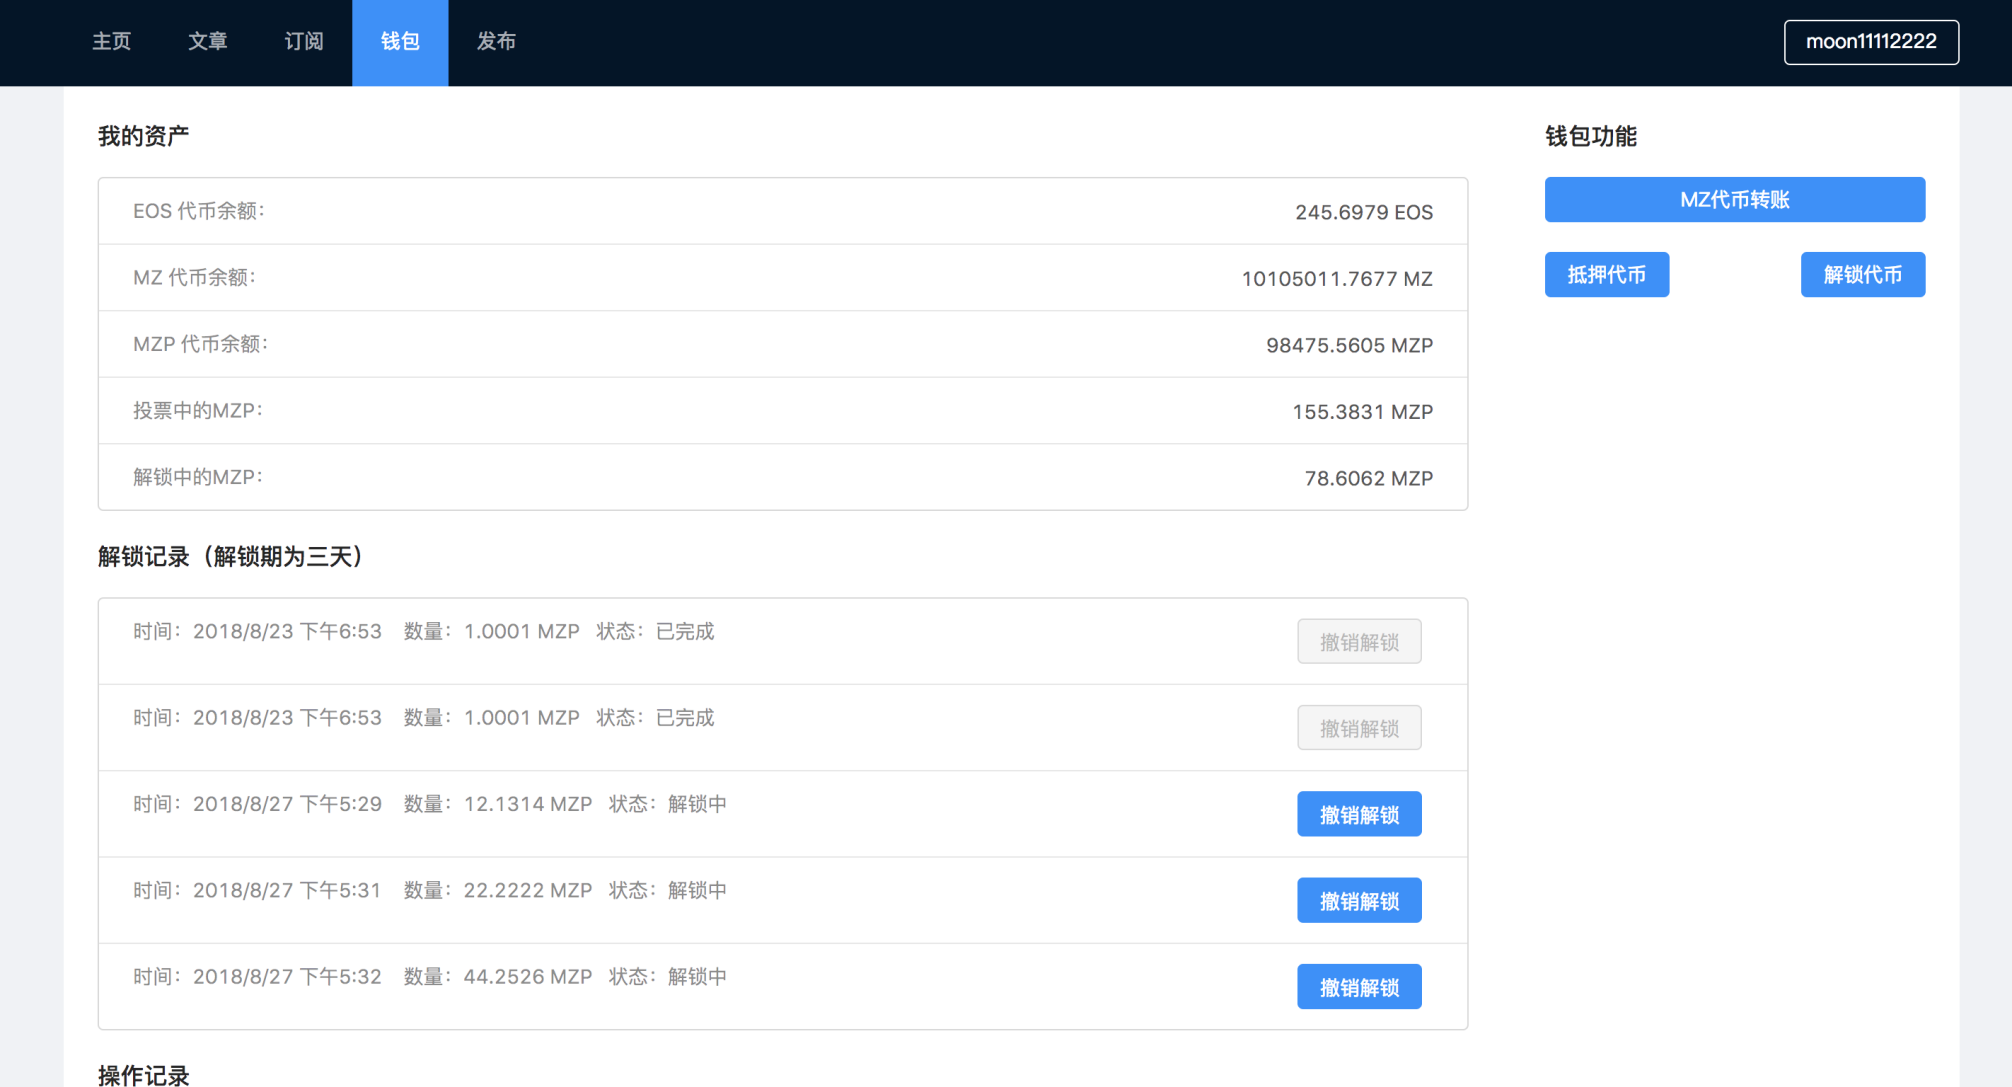 主页 文章 订阅 钱包 发布 moon11112222
我的资产
EOS 代币余额： 245.6979 EOS
MZ 代币余额： 10105011.7677 MZ
MZP 代币余额： 98475.5605 MZP
投票中的MZP： 155.3831 MZP
解锁中的MZP： 78.6062 MZP
解锁记录（解锁期为三天）
时间：2018/8/23 下午6:53 数量：1.0001 MZP 状态：已完成 撤销解锁
时间：2018/8/23 下午6:53 数量：1.0001 MZP 状态：已完成 撤销解锁
时间：2018/8/27 下午5:29 数量：12.1314 MZP 状态：解锁中 撤销解锁
时间：2018/8/27 下午5:31 数量：22.2222 MZP 状态：解锁中 撤销解锁
时间：2018/8/27 下午5:32 数量：44.2526 MZP 状态：解锁中 撤销解锁
操作记录
钱包功能
MZ代币转账
抵押代币 解锁代币